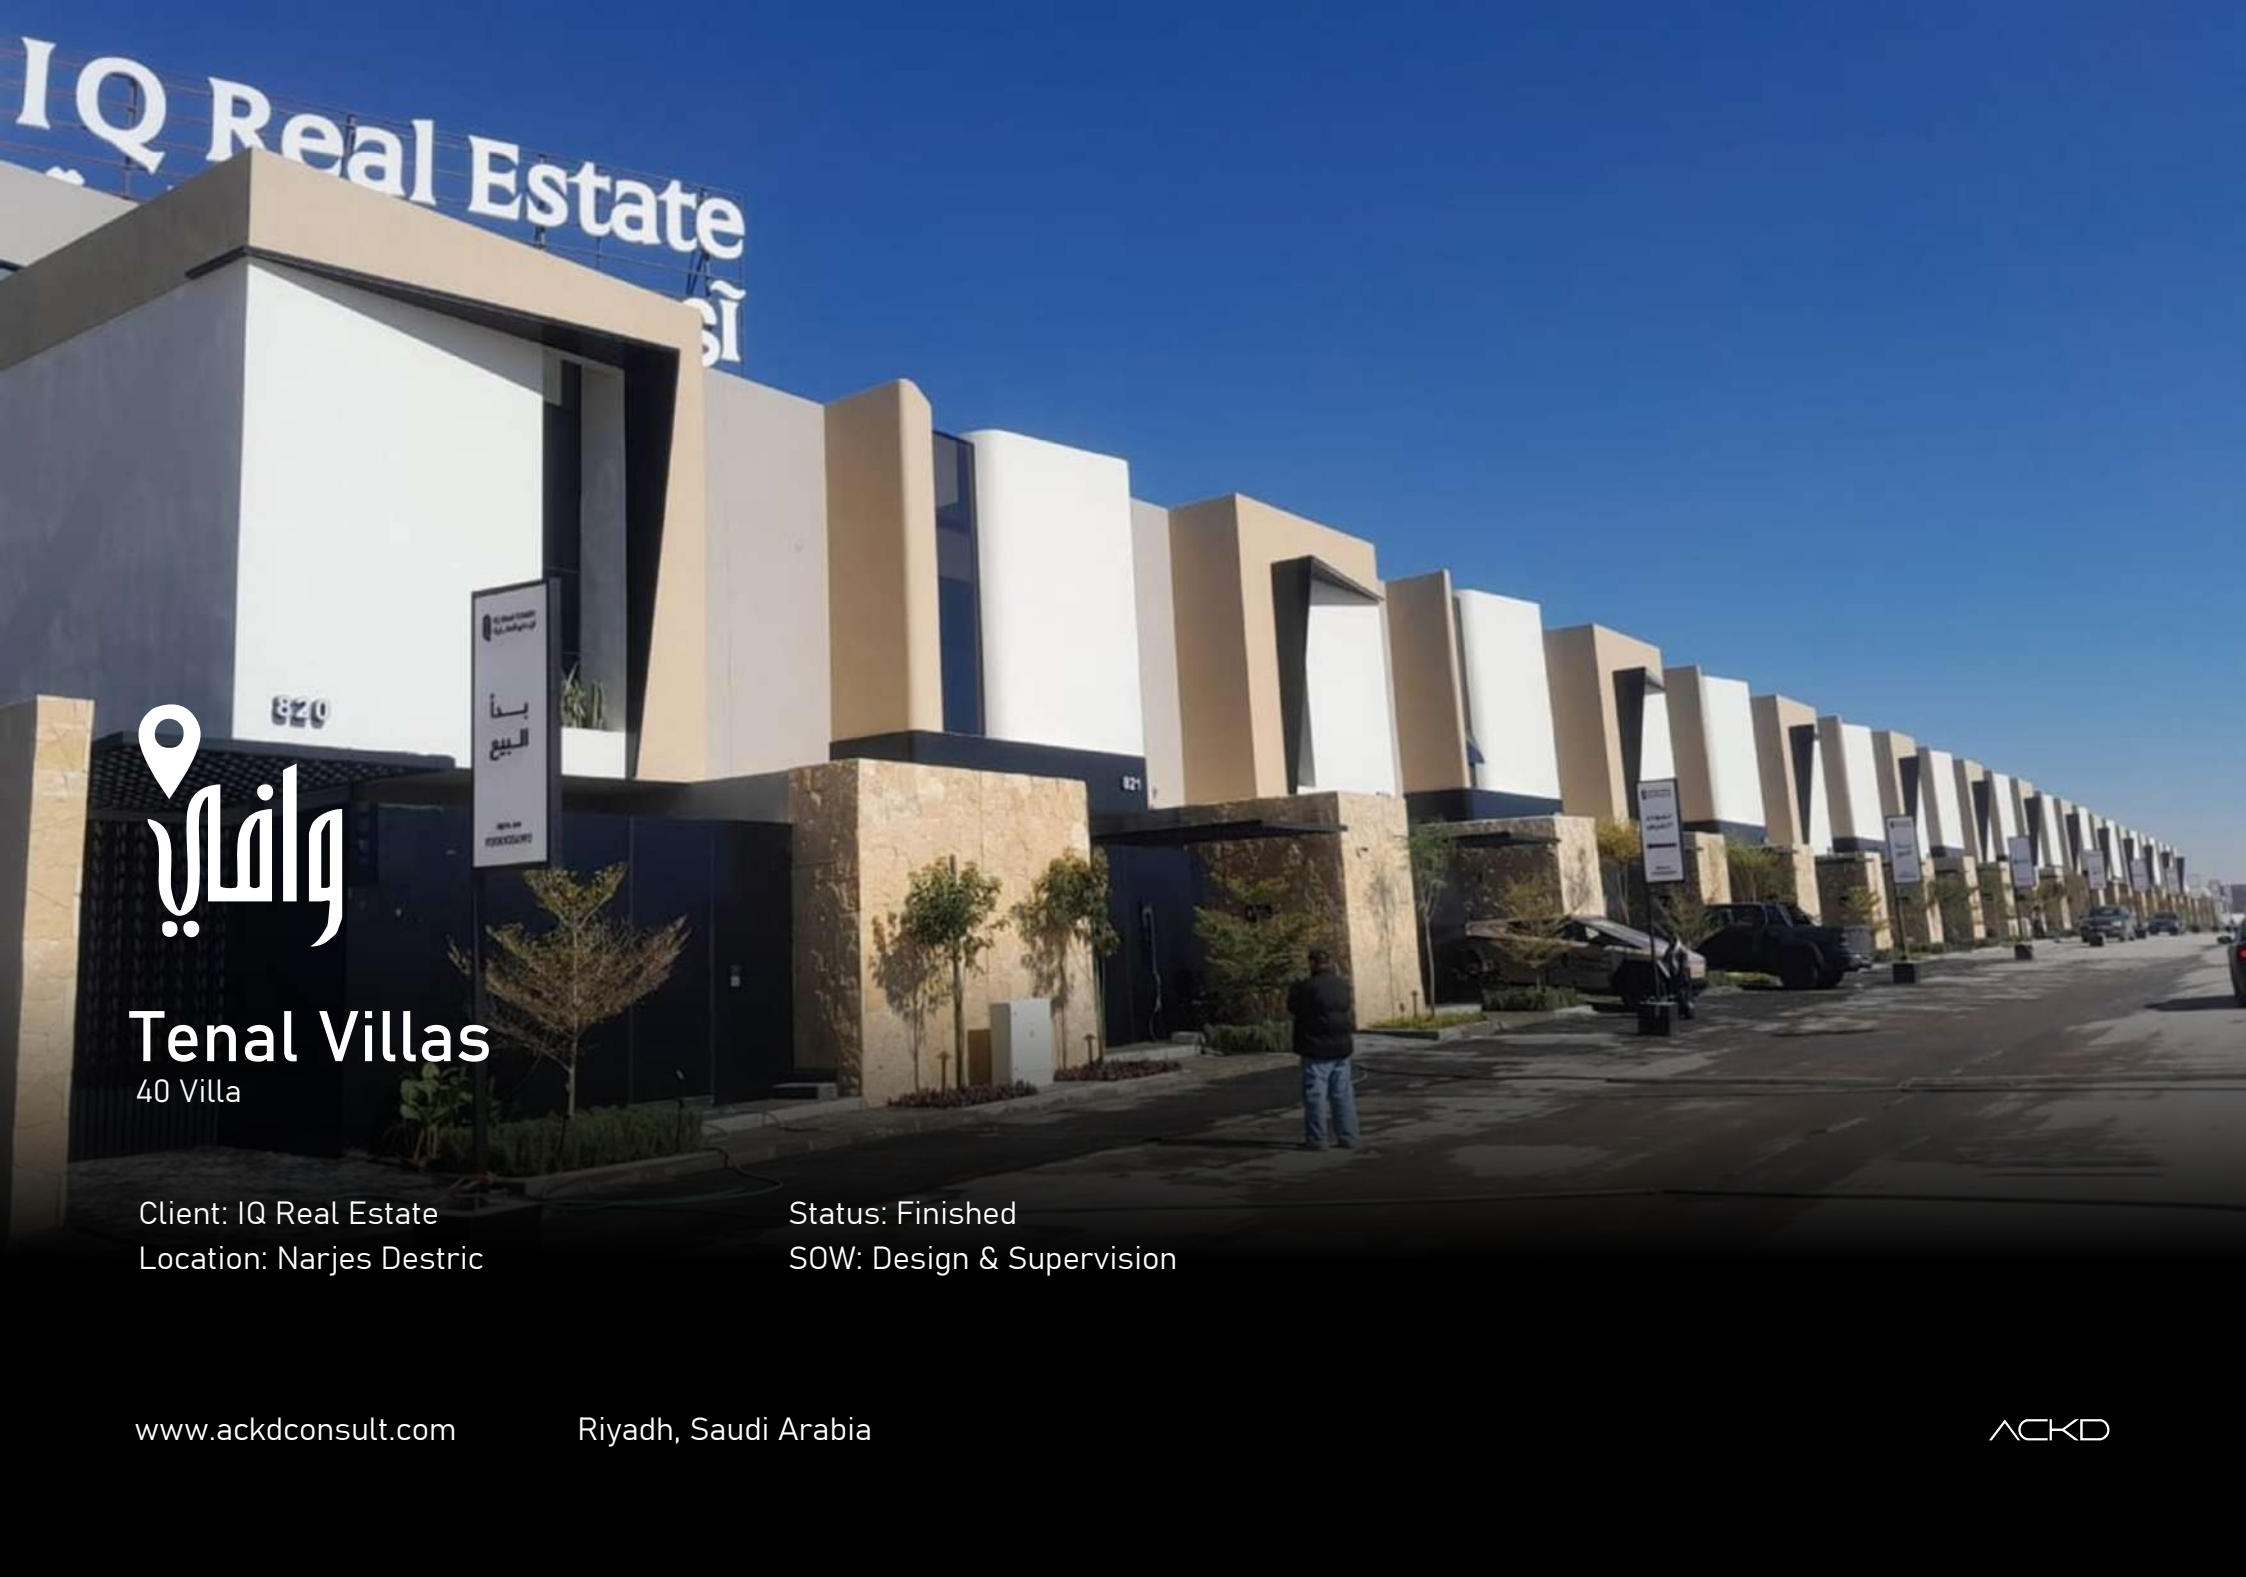 IQ Real Estate
820
بدأ
البيع
821
وافي
Tenal Villas
40 Villa
Client: IQ Real Estate
Location: Narjes Destric
Status: Finished
SOW: Design & Supervision
www.ackdconsult.com
Riyadh, Saudi Arabia
ACKD